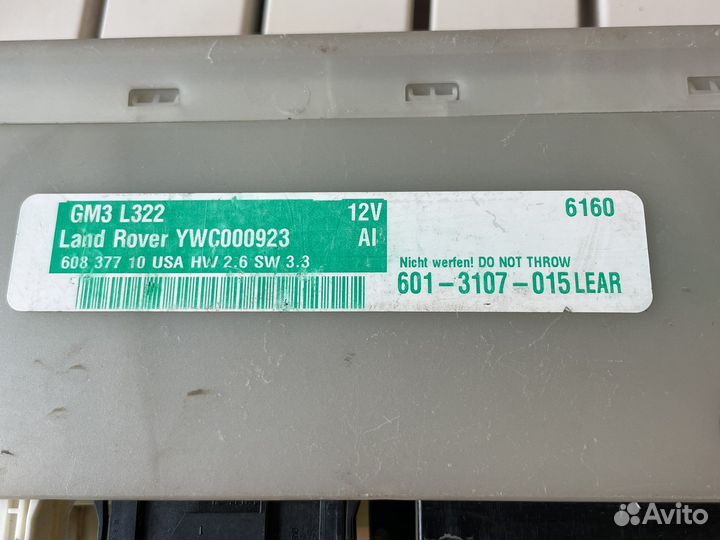 GM3 L322 12V
Land Rover YWC000923 AI
608 377 10 USA HW 2.6 SW 3.3
6160
Nicht werfen! DO NOT THROW
601-3107-015 LEAR
Avito